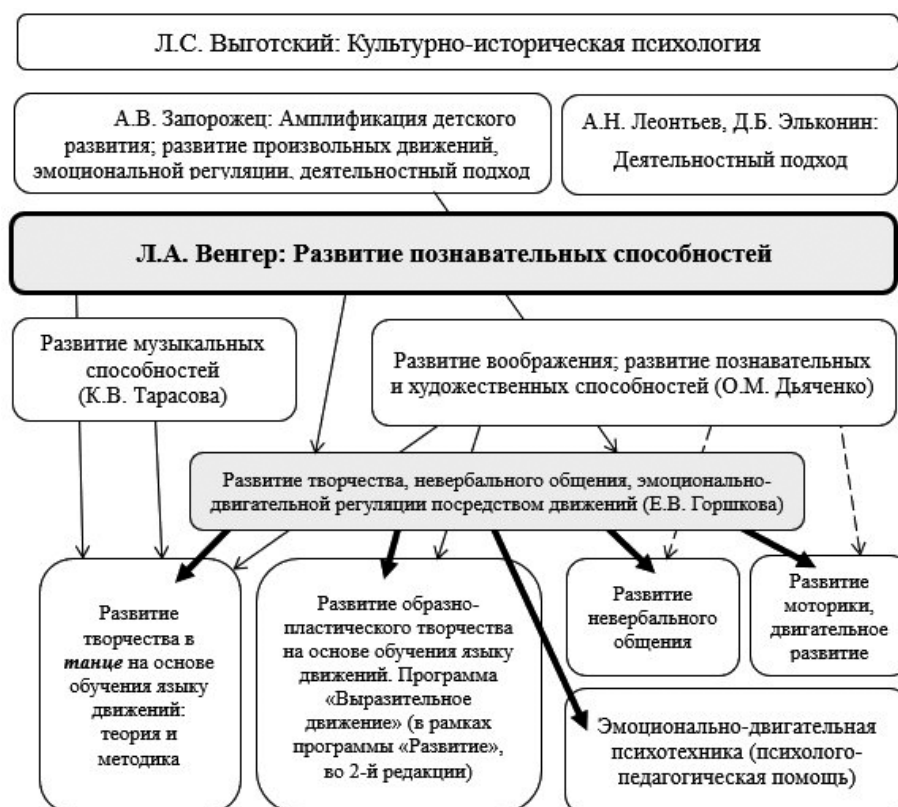 Л.С. Выготский: Культурно-историческая психология
А.В. Запорожец: Амплификация детского
развития; развитие произвольных движений,
эмоциональной регуляции, деятельностный подход
А.Н. Леонтьев, Д.Б. Эльконин:
Деятельностный подход
Л.А. Венгер: Развитие познавательных способностей
Развитие музыкальных
способностей
(К.В. Тарасова)
Развитие воображения; развитие познавательных
и художественных способностей (О.М. Дьяченко)
Развитие творчества, невербального общения, эмоционально-
двигательной регуляции посредством движений (Е.В. Горшкова)
Развитие
творчества в
танце на основе
обучения языку
движений:
теория и
методика
Развитие образно-
пластического творчества
на основе обучения языку
движений. Программа
«Выразительное
движение» (в рамках
программы «Развитие»,
во 2-й редакции)
Развитие
невербального
общения
Развитие
моторики,
двигательное
развитие
Эмоционально-двигательная
психотехника (психолого-
педагогическая помощь)